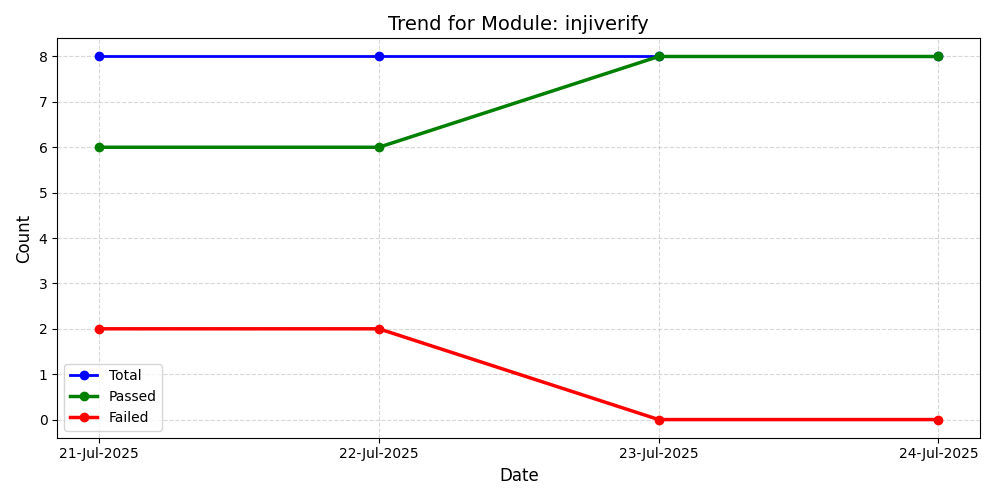 Trend for Module: injiverify
Count
8
7
6
5
4
3
2
1
0
Total
Passed
Failed
21-Jul-2025
22-Jul-2025
23-Jul-2025
24-Jul-2025
Date